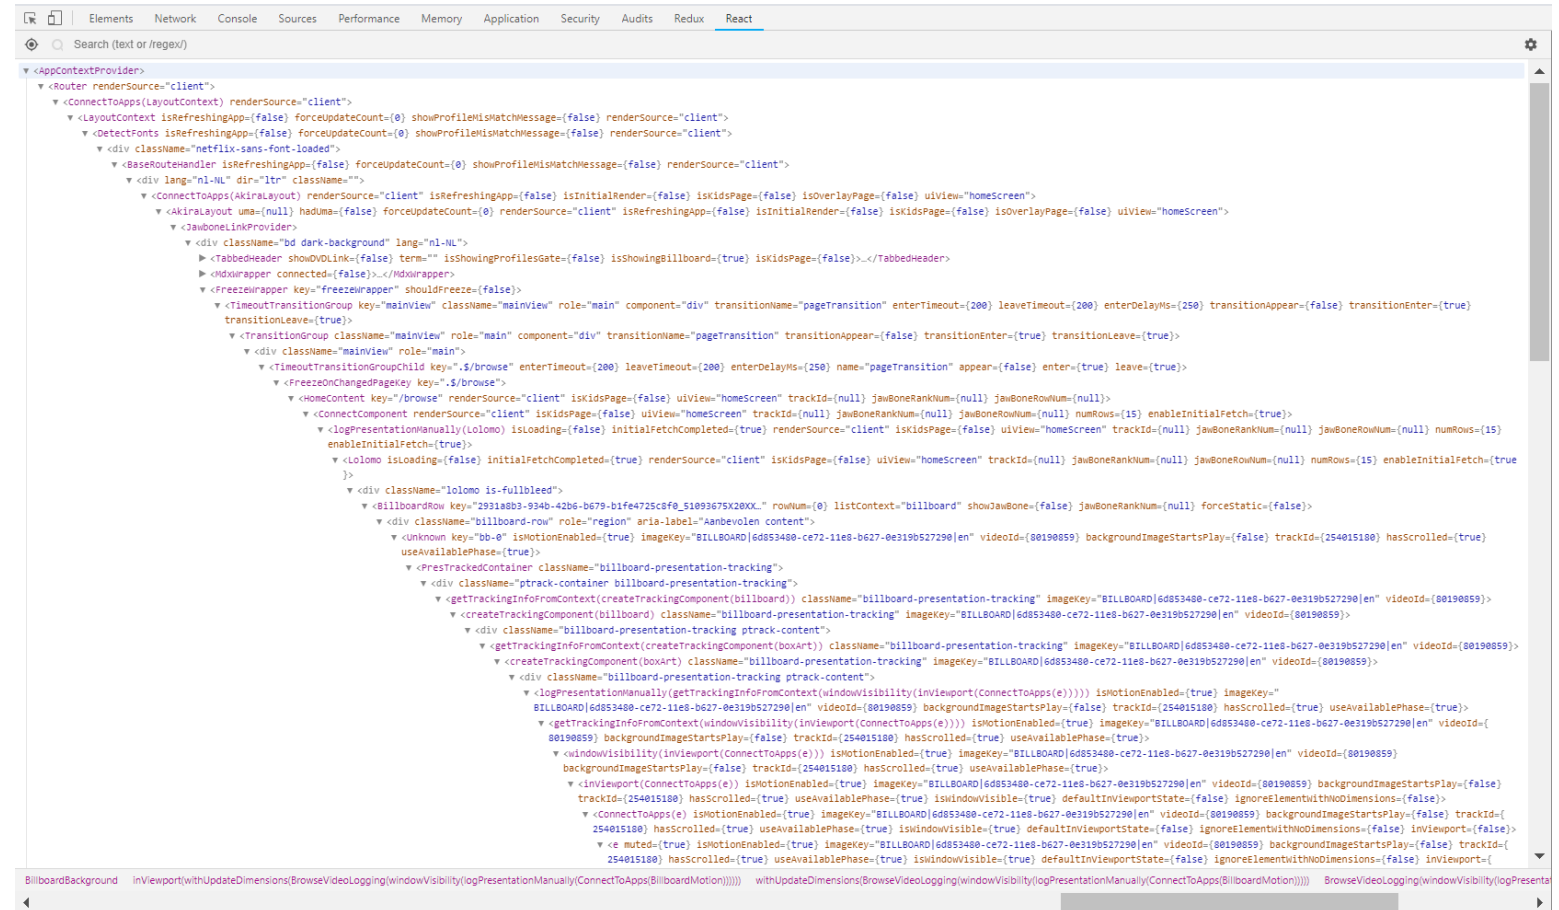 Elements Network Console Sources Performance Memory Application Security Audits Redux React
Search (text or /regex/)
▼ <AppContextProvider>
▼ <Router renderSource="client">
▼ <ConnectToApps(LayoutContext) renderSource="client">
▼ <LayoutContext isRefreshingApp={false} forceUpdateCount={0} showProfileMisMatchMessage={false} renderSource="client">
▼ <DetectFonts isRefreshingApp={false} forceUpdateCount={0} showProfileMisMatchMessage={false} renderSource="client">
▼ <div className="netflix-sans-font-loaded">
▼ <BaseRouteHandler isRefreshingApp={false} forceUpdateCount={0} showProfileMisMatchMessage={false} renderSource="client">
▼ <div lang="nl-NL" dir="ltr" className="">
▼ <ConnectToApps(AkiraLayout) renderSource="client" isRefreshingApp={false} isInitialRender={false} isKidsPage={false} isOverlayPage={false} uiView="homeScreen">
▼ <AkiraLayout uma={null} hadUma={false} forceUpdateCount={0} renderSource="client" isRefreshingApp={false} isInitialRender={false} isKidsPage={false} isOverlayPage={false} uiView="homeScreen">
▼ <JawboneLinkProvider>
▼ <div className="bd dark-background" lang="nl-NL">
▶ <TabbedHeader showDVDLink={false} term="" isShowingProfilesGate={false} isShowingBillboard={true} isKidsPage={false}>…</TabbedHeader>
▶ <MdxWrapper connected={false}>…</MdxWrapper>
▼ <FreezeWrapper key="freezeWrapper" shouldFreeze={false}>
▼ <TimeoutTransitionGroup key="mainView" className="mainView" role="main" component="div" transitionName="pageTransition" enterTimeout={200} leaveTimeout={200} enterDelayMs={250} transitionAppear={false} transitionEnter={true}
transitionLeave={true}>
▼ <TransitionGroup className="mainView" role="main" component="div" transitionName="pageTransition" transitionAppear={false} transitionEnter={true} transitionLeave={true}>
▼ <div className="mainView" role="main">
▼ <TimeoutTransitionGroupChild key=".$/browse" enterTimeout={200} leaveTimeout={200} enterDelayMs={250} name="pageTransition" appear={false} enter={true} leave={true}>
▼ <FreezeOnChangedPageKey key=".$/browse">
▼ <HomeContent key="/browse" renderSource="client" isKidsPage={false} uiView="homeScreen" trackId={null} jawBoneRankNum={null} jawBoneRowNum={null}>
▼ <ConnectComponent renderSource="client" isKidsPage={false} uiView="homeScreen" trackId={null} jawBoneRankNum={null} jawBoneRowNum={null} numRows={15} enableInitialFetch={true}>
▼ <logPresentationManually(Lolomo) isLoading={false} initialFetchCompleted={true} renderSource="client" isKidsPage={false} uiView="homeScreen" trackId={null} jawBoneRankNum={null} jawBoneRowNum={null} numRows={15}
enableInitialFetch={true}>
▼ <Lolomo isLoading={false} initialFetchCompleted={true} renderSource="client" isKidsPage={false} uiView="homeScreen" trackId={null} jawBoneRankNum={null} jawBoneRowNum={null} numRows={15} enableInitialFetch={true
}>
▼ <div className="lolomo is-fullbleed">
▼ <BillboardRow key="2931a8b3-934b-42b6-b679-b1fe4725c8f0_51093675X20XX…" rowNum={0} listContext="billboard" showJawBone={false} jawBoneRankNum={null} forceStatic={false}>
▼ <div className="billboard-row" role="region" aria-label="Aanbevolen content">
▼ <Unknown key="bb-0" isMotionEnabled={true} imageKey="BILLBOARD|6d853480-ce72-11e8-b627-0e319b527290|en" videoId={80190859} backgroundImageStartsPlay={false} trackId={254015180} hasScrolled={true}
useAvailablePhase={true}>
▼ <PresTrackedContainer className="billboard-presentation-tracking">
▼ <div className="ptrack-container billboard-presentation-tracking">
▼ <getTrackingInfoFromContext(createTrackingComponent(billboard)) className="billboard-presentation-tracking" imageKey="BILLBOARD|6d853480-ce72-11e8-b627-0e319b527290|en" videoId={80190859}>
▼ <createTrackingComponent(billboard) className="billboard-presentation-tracking" imageKey="BILLBOARD|6d853480-ce72-11e8-b627-0e319b527290|en" videoId={80190859}>
▼ <div className="billboard-presentation-tracking ptrack-content">
▼ <getTrackingInfoFromContext(createTrackingComponent(boxArt)) className="billboard-presentation-tracking" imageKey="BILLBOARD|6d853480-ce72-11e8-b627-0e319b527290|en" videoId={80190859}>
▼ <createTrackingComponent(boxArt) className="billboard-presentation-tracking" imageKey="BILLBOARD|6d853480-ce72-11e8-b627-0e319b527290|en" videoId={80190859}>
▼ <div className="billboard-presentation-tracking ptrack-content">
▼ <logPresentationManually(getTrackingInfoFromContext(windowVisibility(inViewport(ConnectToApps(e))))) isMotionEnabled={true} imageKey="
BILLBOARD|6d853480-ce72-11e8-b627-0e319b527290|en" videoId={80190859} backgroundImageStartsPlay={false} trackId={254015180} hasScrolled={true} useAvailablePhase={true}>
▼ <getTrackingInfoFromContext(windowVisibility(inViewport(ConnectToApps(e)))) isMotionEnabled={true} imageKey="BILLBOARD|6d853480-ce72-11e8-b627-0e319b527290|en" videoId={
80190859} backgroundImageStartsPlay={false} trackId={254015180} hasScrolled={true} useAvailablePhase={true}>
▼ <windowVisibility(inViewport(ConnectToApps(e))) isMotionEnabled={true} imageKey="BILLBOARD|6d853480-ce72-11e8-b627-0e319b527290|en" videoId={80190859}
backgroundImageStartsPlay={false} trackId={254015180} hasScrolled={true} useAvailablePhase={true}>
▼ <inViewport(ConnectToApps(e)) isMotionEnabled={true} imageKey="BILLBOARD|6d853480-ce72-11e8-b627-0e319b527290|en" videoId={80190859} backgroundImageStartsPlay={false}
trackId={254015180} hasScrolled={true} useAvailablePhase={true} isWindowVisible={true} defaultInViewportState={false} ignoreElementWithNoDimensions={false}>
▼ <ConnectToApps(e) isMotionEnabled={true} imageKey="BILLBOARD|6d853480-ce72-11e8-b627-0e319b527290|en" videoId={80190859} backgroundImageStartsPlay={false} trackId={
254015180} hasScrolled={true} useAvailablePhase={true} isWindowVisible={true} defaultInViewportState={false} ignoreElementWithNoDimensions={false} inViewport={false}>
▼ <e muted={true} isMotionEnabled={true} imageKey="BILLBOARD|6d853480-ce72-11e8-b627-0e319b527290|en" videoId={80190859} backgroundImageStartsPlay={false} trackId={
254015180} hasScrolled={true} useAvailablePhase={true} isWindowVisible={true} defaultInViewportState={false} ignoreElementWithNoDimensions={false} inViewport={
BillboardBackground inViewport(withUpdateDimensions(BrowseVideoLogging(windowVisibility(logPresentationManually(ConnectToApps(BillboardMotion)))))) withUpdateDimensions(BrowseVideoLogging(windowVisibility(logPresentationManually(ConnectToApps(BillboardMotion))))) BrowseVideoLogging(windowVisibility(logPresentat